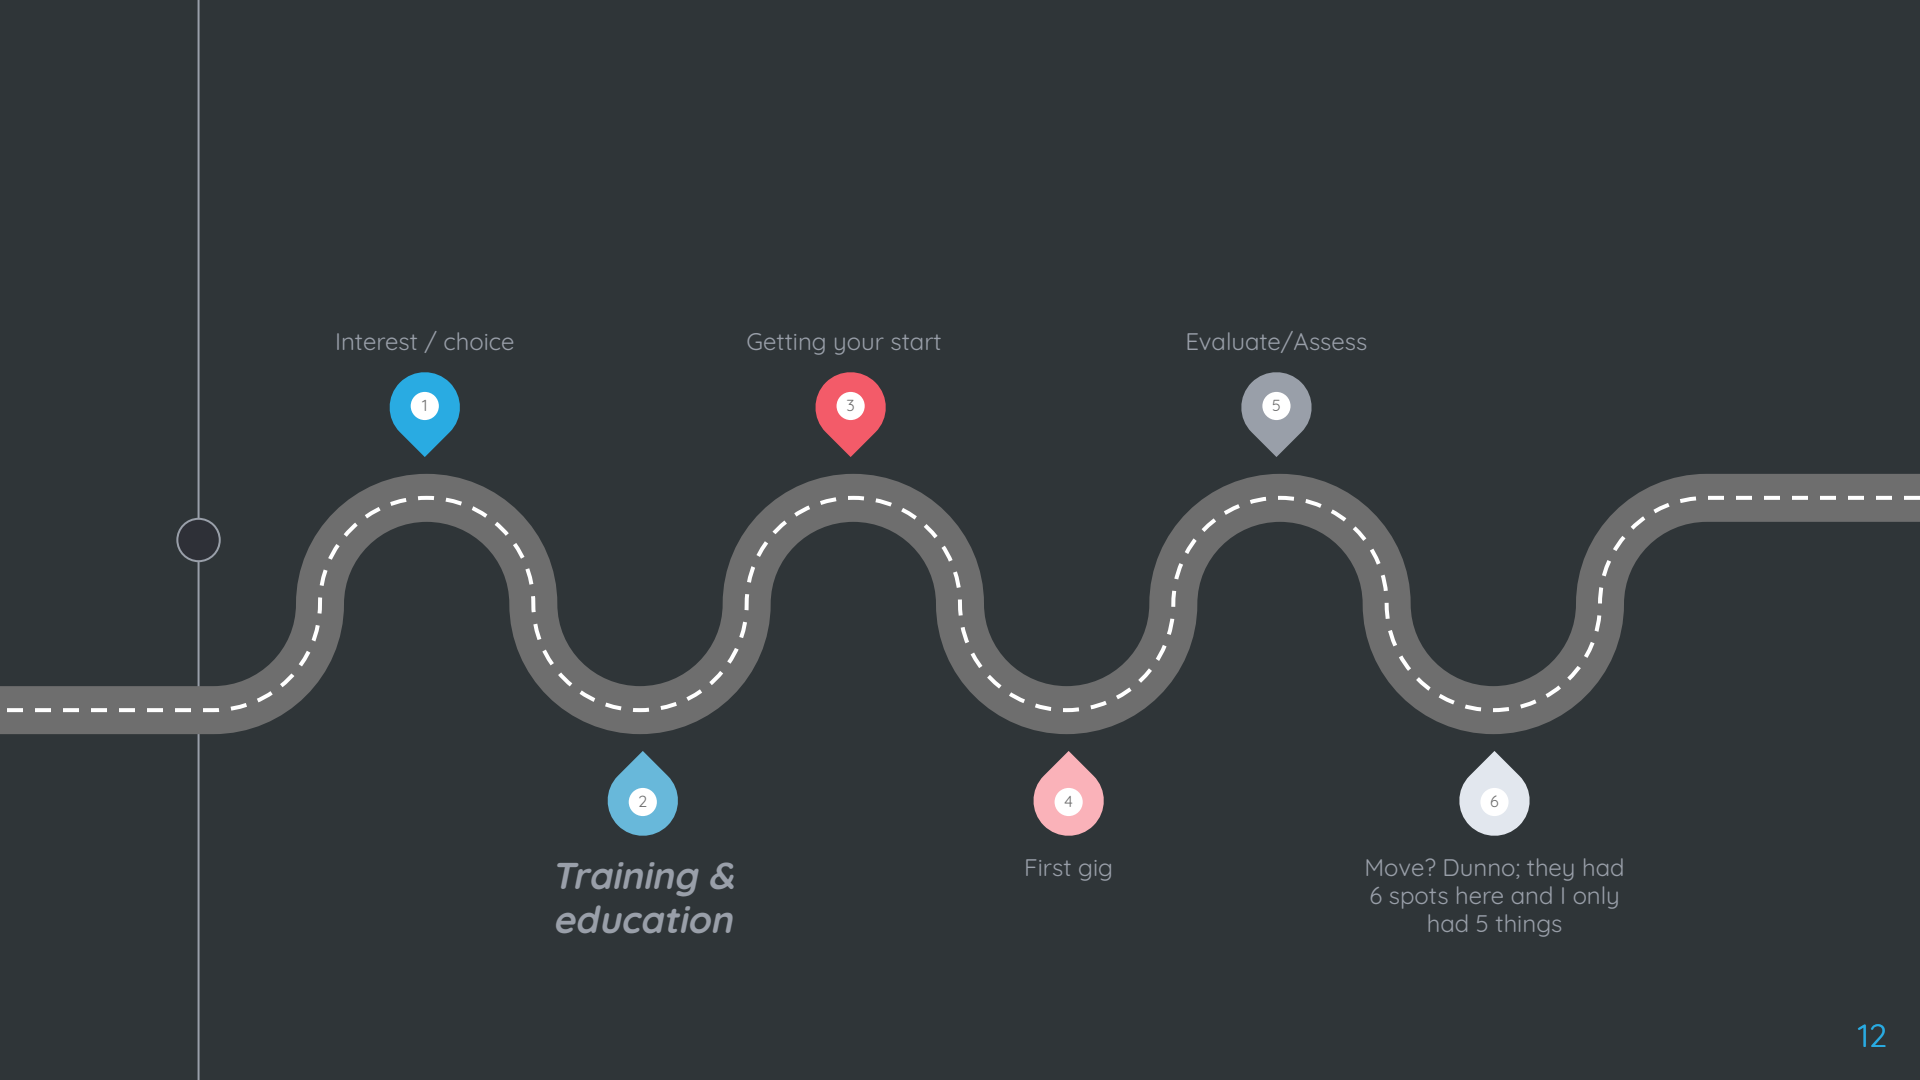 Interest / choice
1
Getting your start
3
Evaluate/Assess
5
2
Training &
education
4
First gig
6
Move? Dunno; they had
6 spots here and I only
had 5 things
12